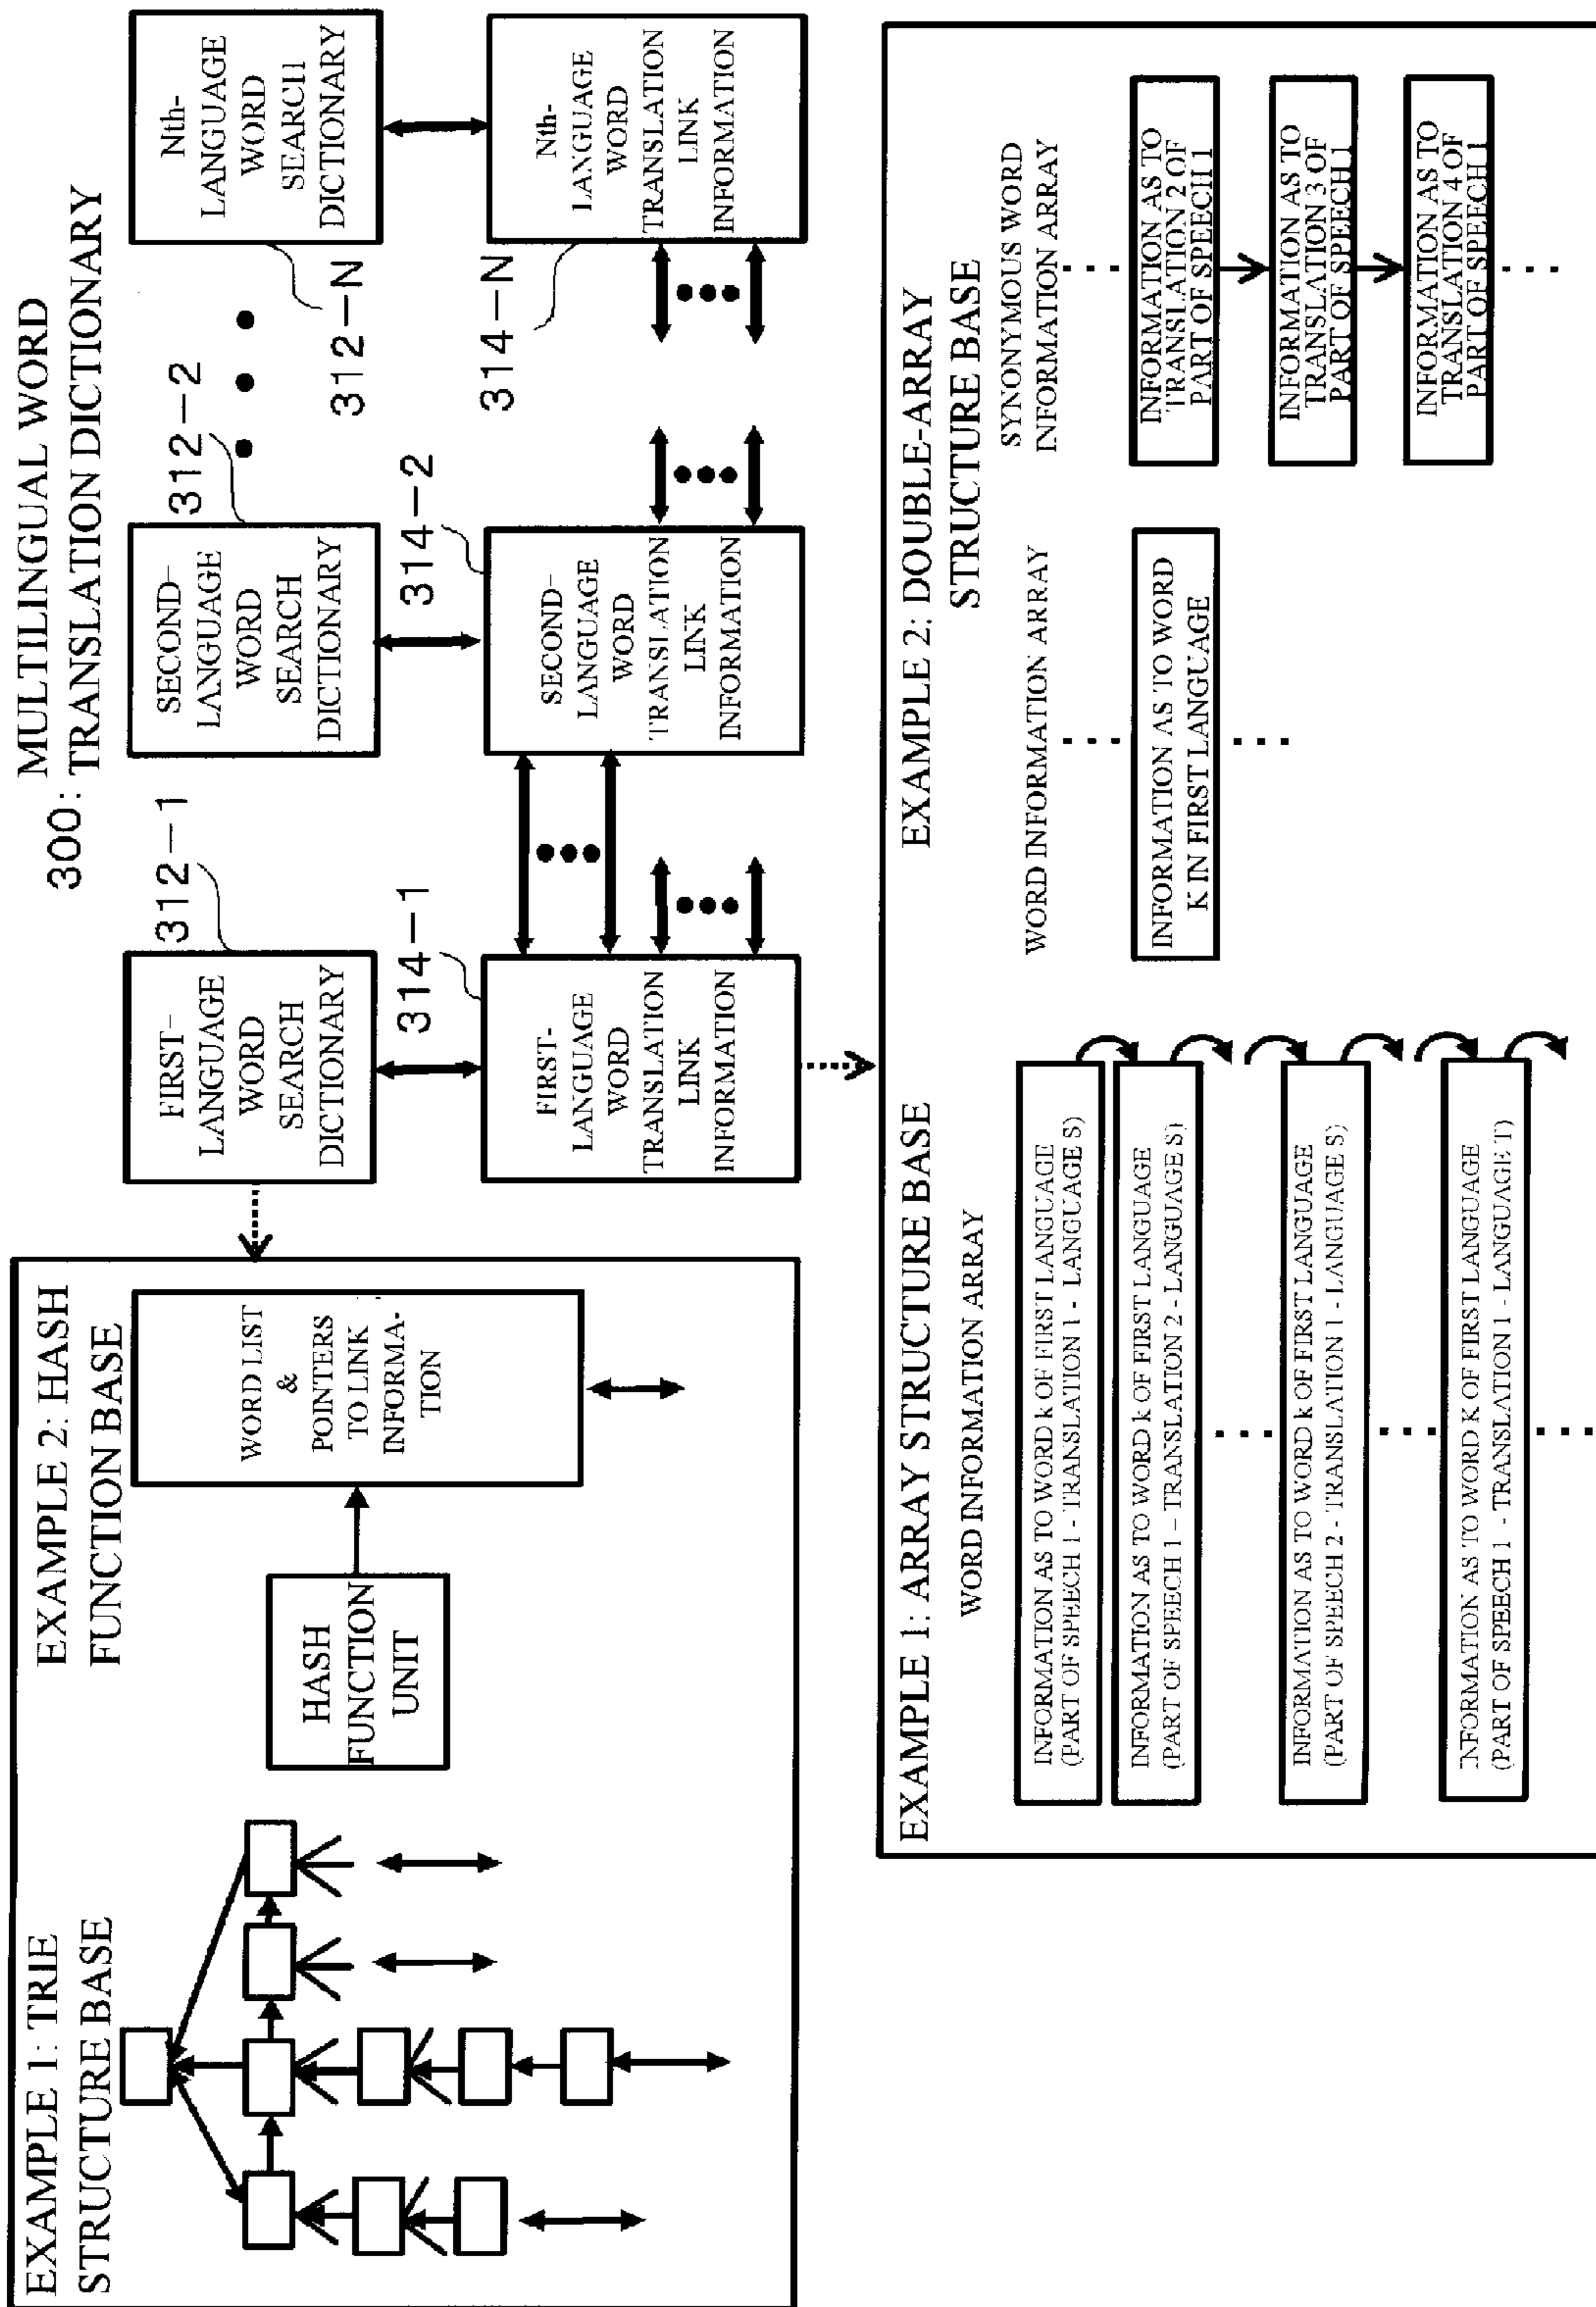 300: MULTILINGUAL WORD
TRANSLATION DICTIONARY
EXAMPLE 1: TRIE
STRUCTURE BASE
EXAMPLE 2: HASH
FUNCTION BASE
HASH
FUNCTION
UNIT
WORD LIST
&
POINTERS
TO LINK
INFORMA-
TION
312-1
FIRST-
LANGUAGE
WORD
SEARCH
DICTIONARY
312-2
SECOND-
LANGUAGE
WORD
SEARCH
DICTIONARY
312-N
Nth-
LANGUAGE
WORD
SEARCH1
DICTIONARY
314-1
FIRST-
LANGUAGE
WORD
TRANSLATION
LINK
INFORMATION
314-2
SECOND-
LANGUAGE
WORD
TRANSLATION
LINK
INFORMATION
314-N
Nth-
LANGUAGE
WORD
TRANSLATION
LINK
INFORMATION
EXAMPLE 1: ARRAY STRUCTURE BASE
WORD INFORMATION ARRAY
INFORMATION AS TO WORD k OF FIRST LANGUAGE
(PART OF SPEECH 1 - TRANSLATION 1 - LANGUAGE S)
INFORMATION AS TO WORD k OF FIRST LANGUAGE
(PART OF SPEECH 1 - TRANSLATION 2 - LANGUAGE S)
INFORMATION AS TO WORD k OF FIRST LANGUAGE
(PART OF SPEECH 2 - TRANSLATION 1 - LANGUAGE S)
INFORMATION AS TO WORD K OF FIRST LANGUAGE
(PART OF SPEECH 1 - TRANSLATION 1 - LANGUAGE T)
EXAMPLE 2: DOUBLE-ARRAY
STRUCTURE BASE
WORD INFORMATION ARRAY
INFORMATION AS TO WORD
K IN FIRST LANGUAGE
SYNONYMOUS WORD
INFORMATION ARRAY
INFORMATION AS TO
TRANSLATION 2 OF
PART OF SPEECH 1
INFORMATION AS TO
TRANSLATION 3 OF
PART OF SPEECH 1
INFORMATION AS TO
TRANSLATION 4 OF
PART OF SPEECH 1